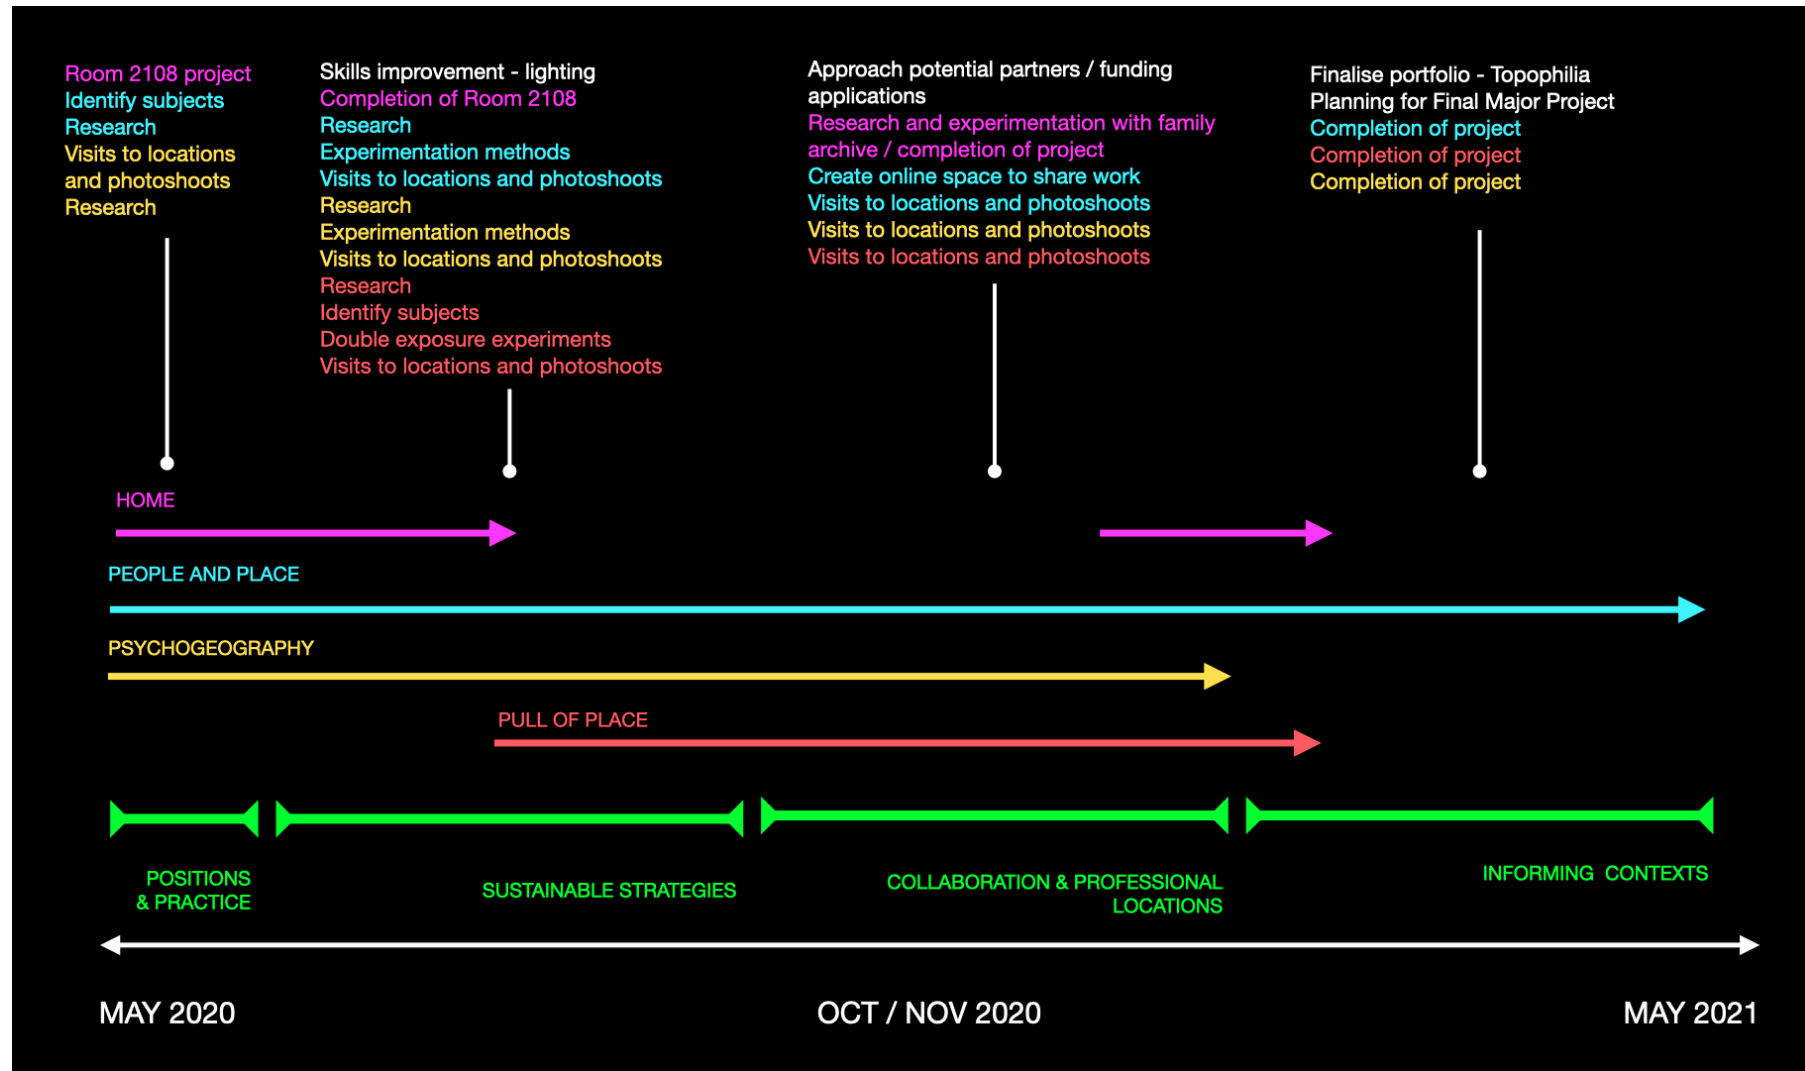 Room 2108 project
Identify subjects
Research
Visits to locations
and photoshoots
Research
Skills improvement - lighting
Completion of Room 2108
Research
Experimentation methods
Visits to locations and photoshoots
Research
Experimentation methods
Visits to locations and photoshoots
Research
Identify subjects
Double exposure experiments
Visits to locations and photoshoots
Approach potential partners / funding
applications
Research and experimentation with family
archive / completion of project
Create online space to share work
Visits to locations and photoshoots
Visits to locations and photoshoots
Visits to locations and photoshoots
Finalise portfolio - Topophilia
Planning for Final Major Project
Completion of project
Completion of project
Completion of project
HOME
PEOPLE AND PLACE
PSYCHOGEOGRAPHY
PULL OF PLACE
POSITIONS
& PRACTICE
SUSTAINABLE STRATEGIES
COLLABORATION & PROFESSIONAL
LOCATIONS
INFORMING CONTEXTS
MAY 2020
OCT / NOV 2020
MAY 2021